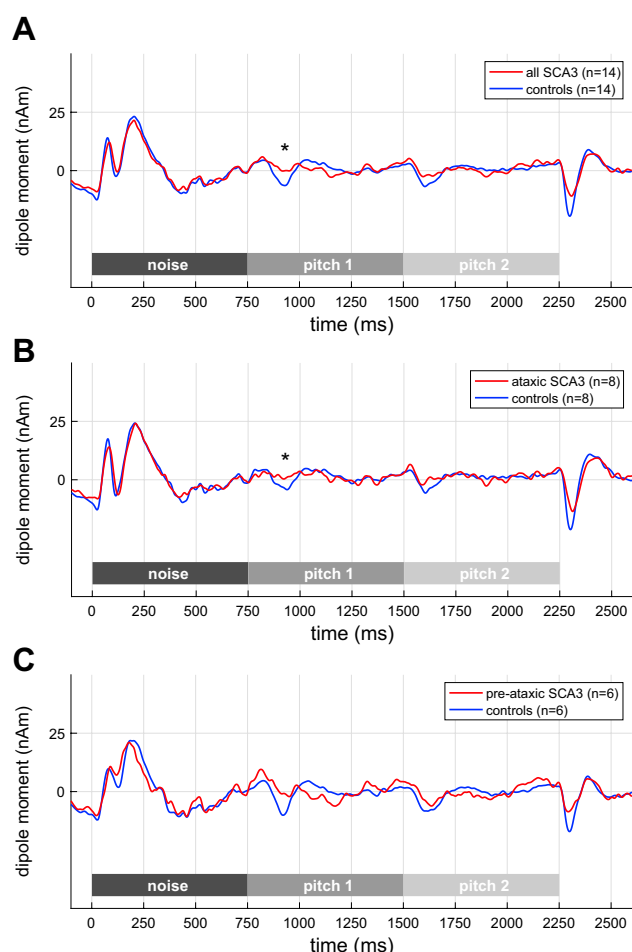 A
all SCA3 (n=14)
controls (n=14)
dipole moment (nAm)
25
0
*
noise
pitch 1
pitch 2
0 250 500 750 1000 1250 1500 1750 2000 2250 2500
time (ms)
B
ataxic SCA3 (n=8)
controls (n=8)
dipole moment (nAm)
25
0
*
noise
pitch 1
pitch 2
0 250 500 750 1000 1250 1500 1750 2000 2250 2500
time (ms)
C
pre-ataxic SCA3 (n=6)
controls (n=6)
dipole moment (nAm)
25
0
noise
pitch 1
pitch 2
0 250 500 750 1000 1250 1500 1750 2000 2250 2500
time (ms)